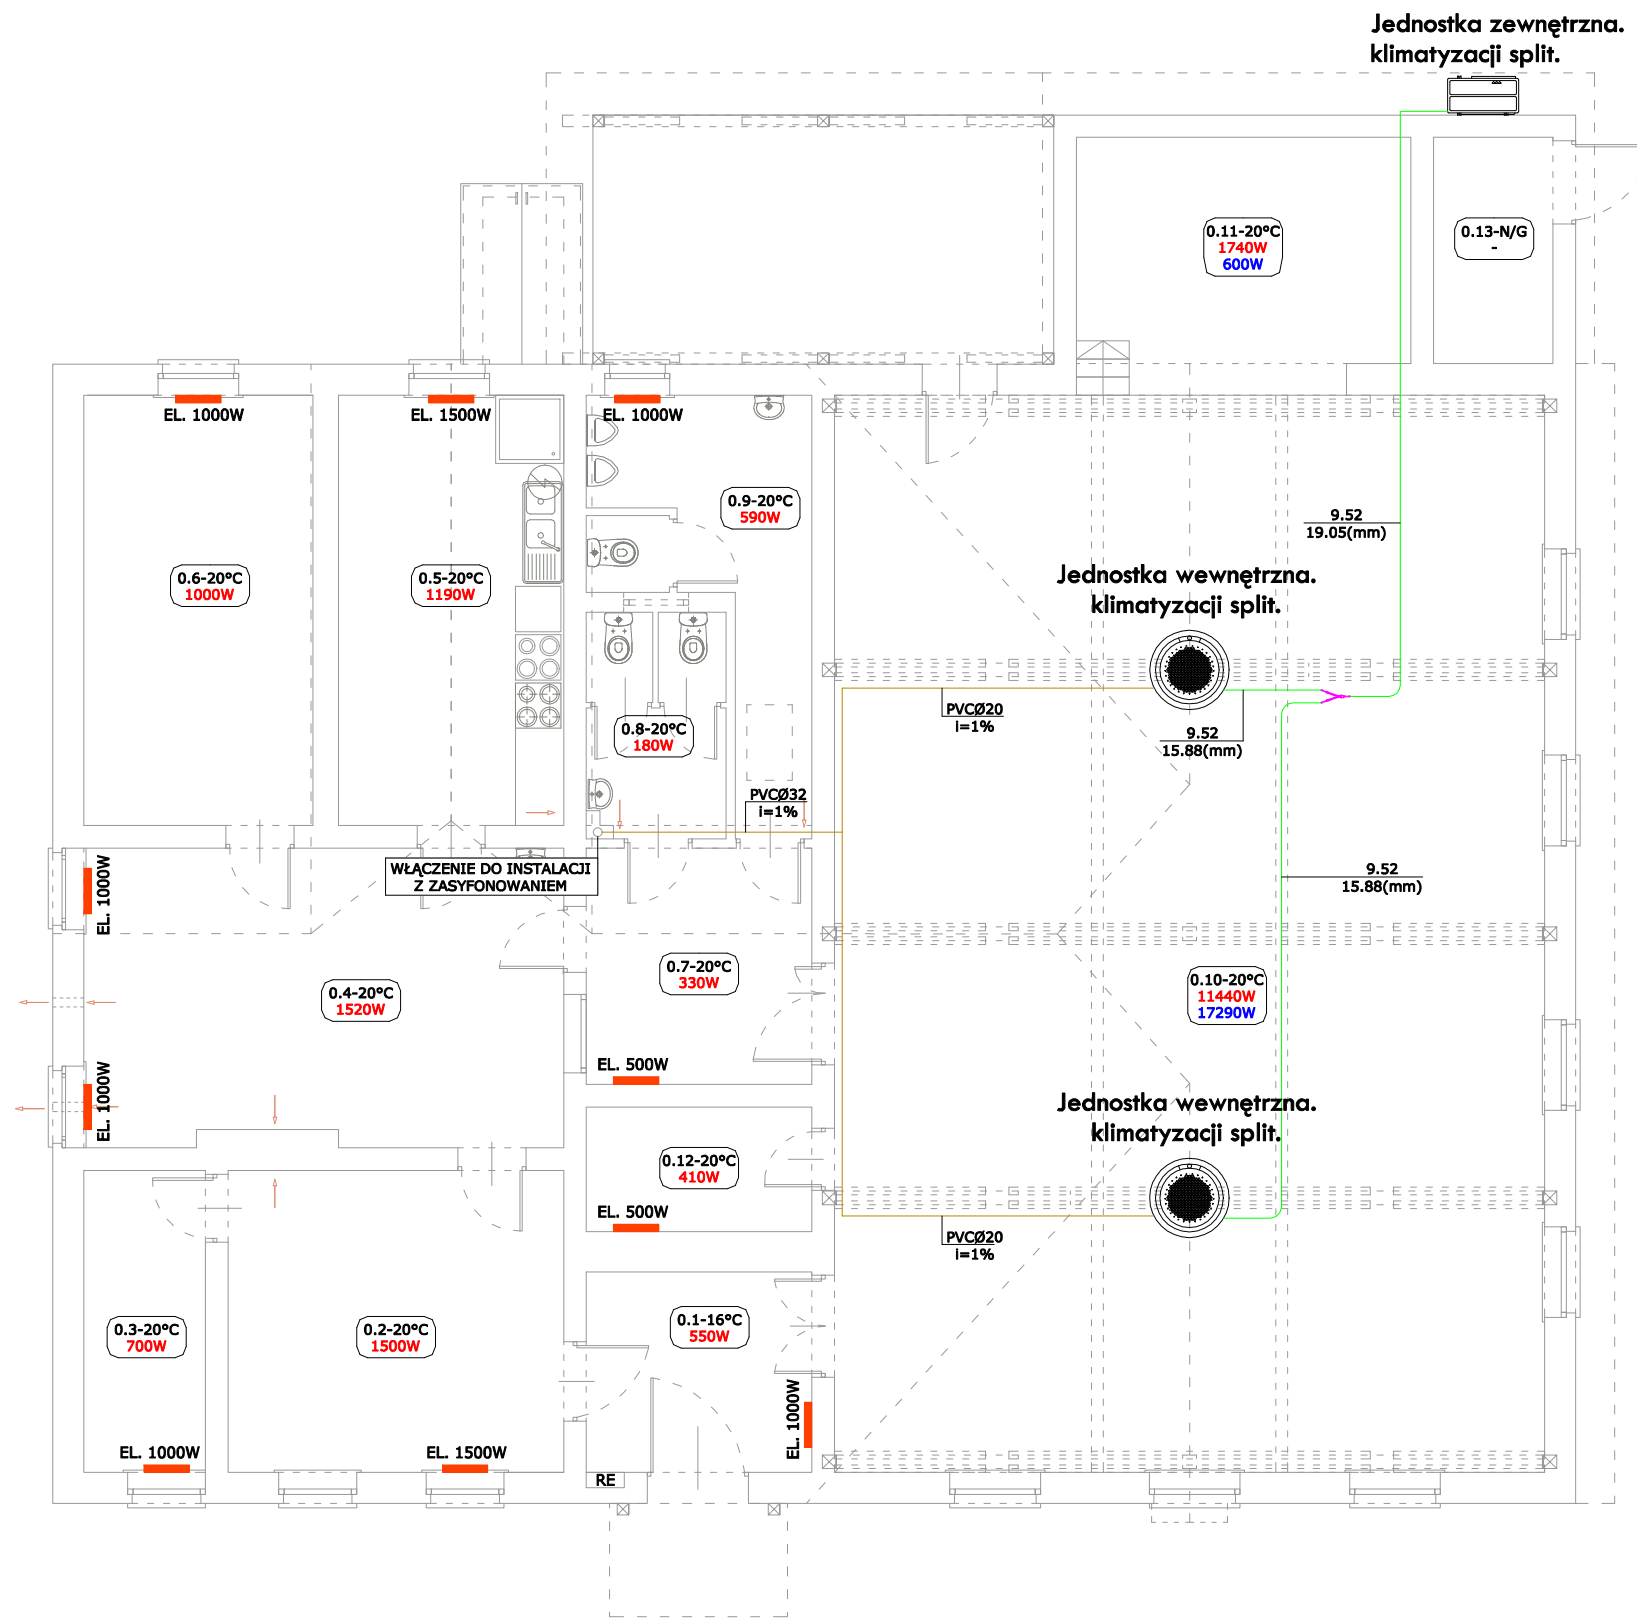 Jednostka zewnętrzna.
klimatyzacji split.
0.11-20°C
1740W
600W
0.13-N/G
-
EL. 1000W
EL. 1500W
EL. 1000W
0.9-20°C
590W
9.52
19.05(mm)
0.6-20°C
1000W
0.5-20°C
1190W
Jednostka wewnętrzna.
klimatyzacji split.
PVCØ20
i=1%
0.8-20°C
180W
9.52
15.88(mm)
PVCØ32
i=1%
WŁĄCZENIE DO INSTALACJI
Z ZASYFONOWANIEM
9.52
15.88(mm)
EL. 1000W
0.4-20°C
1520W
0.7-20°C
330W
0.10-20°C
11440W
17290W
EL. 500W
EL. 1000W
Jednostka wewnętrzna.
klimatyzacji split.
0.12-20°C
410W
EL. 500W
PVCØ20
i=1%
0.3-20°C
700W
0.2-20°C
1500W
0.1-16°C
550W
EL. 1000W
EL. 1000W
EL. 1500W
RE